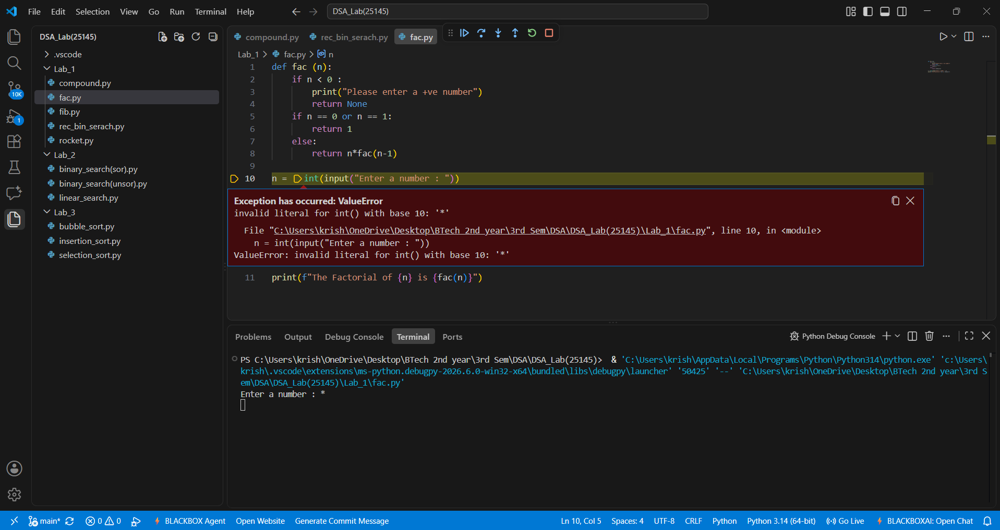 File Edit Selection View Go Run Terminal Help
DSA_Lab(25145)
DSA_Lab(25145)
.vscode
Lab_1
compound.py
fac.py
fib.py
rec_bin_serach.py
rocket.py
Lab_2
binary_search(sor).py
binary_search(unsor).py
linear_search.py
Lab_3
bubble_sort.py
insertion_sort.py
selection_sort.py
10K
1
compound.py rec_bin_serach.py fac.py
Lab_1 > fac.py > n
1 def fac (n):
2 if n < 0 :
3 print("Please enter a +ve number")
4 return None
5 if n == 0 or n == 1:
6 return 1
7 else:
8 return n*fac(n-1)
9
10 n = int(input("Enter a number : "))
Exception has occurred: ValueError
invalid literal for int() with base 10: '*'
File "C:\Users\krish\OneDrive\Desktop\BTech 2nd year\3rd Sem\DSA\DSA_Lab(25145)\Lab_1\fac.py", line 10, in <module>
n = int(input("Enter a number : "))
ValueError: invalid literal for int() with base 10: '*'
11 print(f"The Factorial of {n} is {fac(n)}")
Problems Output Debug Console Terminal Ports
Python Debug Console
PS C:\Users\krish\OneDrive\Desktop\BTech 2nd year\3rd Sem\DSA\DSA_Lab(25145)> & 'C:\Users\krish\AppData\Local\Programs\Python\Python314\python.exe' 'c:\Users\
krish\.vscode\extensions\ms-python.debugpy-2026.6.0-win32-x64\bundled\libs\debugpy\launcher' '50425' '--' 'C:\Users\krish\OneDrive\Desktop\BTech 2nd year\3rd S
em\DSA\DSA_Lab(25145)\Lab_1\fac.py'
Enter a number : *
main* 0 0 BLACKBOX Agent Open Website Generate Commit Message Ln 10, Col 5 Spaces: 4 UTF-8 CRLF Python Python 3.14 (64-bit) Go Live BLACKBOXAI: Open Chat